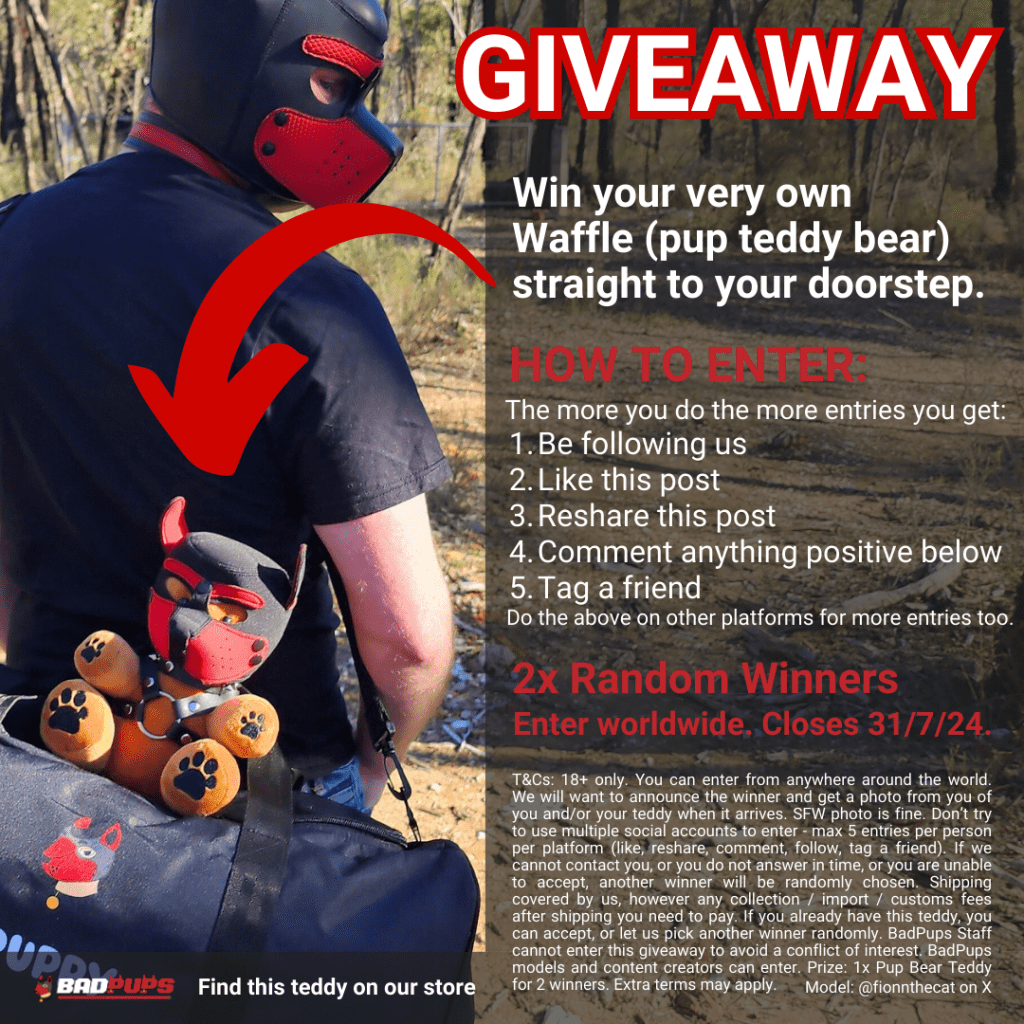 GIVEAWAY
Win your very own
Waffle (pup teddy bear)
straight to your doorstep.
HOW TO ENTER:
The more you do the more entries you get:
1. Be following us
2. Like this post
3. Reshare this post
4. Comment anything positive below
5. Tag a friend
Do the above on other platforms for more entries too.
2x Random Winners
Enter worldwide. Closes 31/7/24.
T&Cs: 18+ only. You can enter from anywhere around the world.
We will want to announce the winner and get a photo from you of
you and/or your teddy when it arrives. SFW photo is fine. Don't try
to use multiple social accounts to enter - max 5 entries per person
per platform (like, reshare, comment, follow, tag a friend). If we
cannot contact you, or you do not answer in time, or you are unable
to accept, another winner will be randomly chosen. Shipping
covered by us, however any collection / import / customs fees
after shipping you need to pay. If you already have this teddy, you
can accept, or let us pick another winner randomly. BadPups Staff
cannot enter this giveaway to avoid a conflict of interest. BadPups
models and content creators can enter. Prize: 1x Pup Bear Teddy
for 2 winners. Extra terms may apply. Model: @fionnthecat on X
PUPPY
BADPUPS
Find this teddy on our store